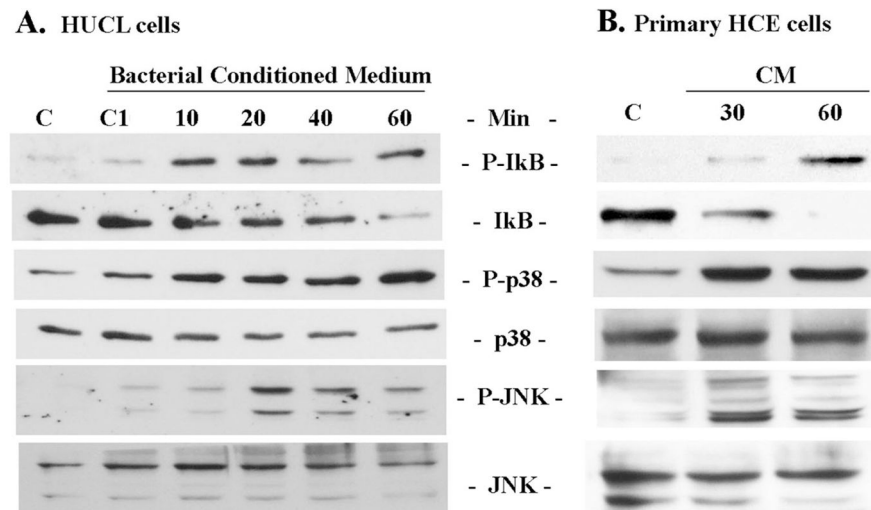 A. HUCL cells
Bacterial Conditioned Medium
C C1 10 20 40 60
- Min -
- P-IkB -
- IkB -
- P-p38 -
- p38 -
- P-JNK -
- JNK -
B. Primary HCE cells
CM
C 30 60